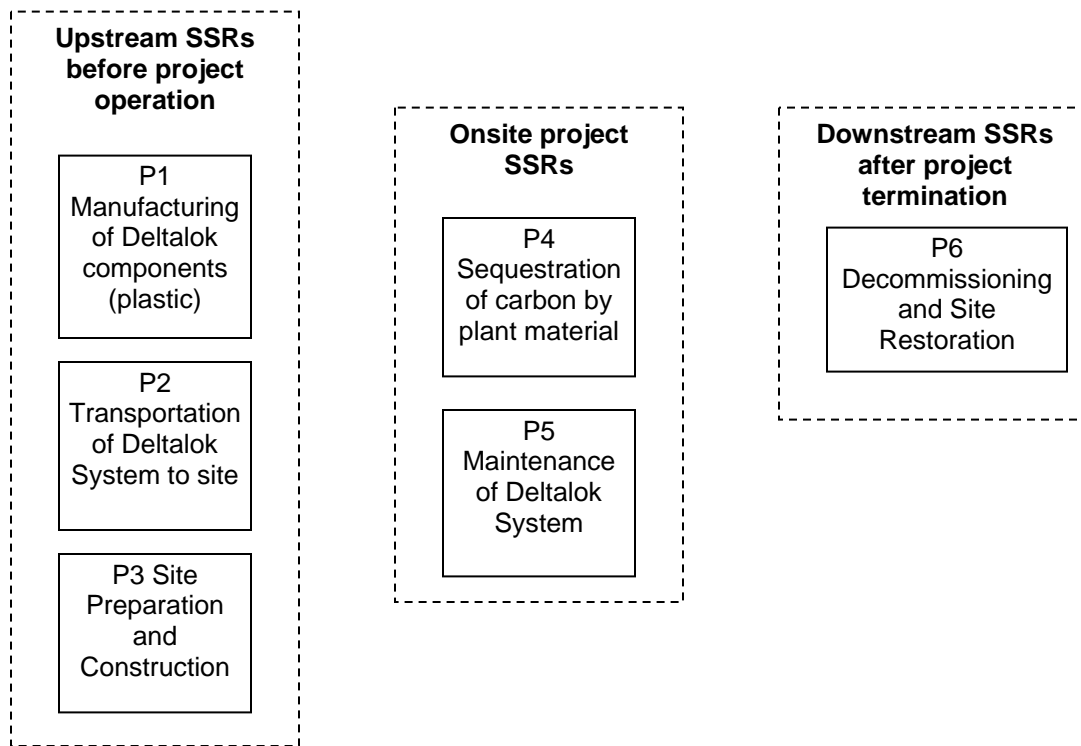 Upstream SSRs
before project
operation
P1
Manufacturing
of Deltalok
components
(plastic)
P2
Transportation
of Deltalok
System to site
P3 Site
Preparation
and
Construction
Onsite project
SSRs
P4
Sequestration
of carbon by
plant material
P5
Maintenance
of Deltalok
System
Downstream SSRs
after project
termination
P6
Decommissioning
and Site
Restoration